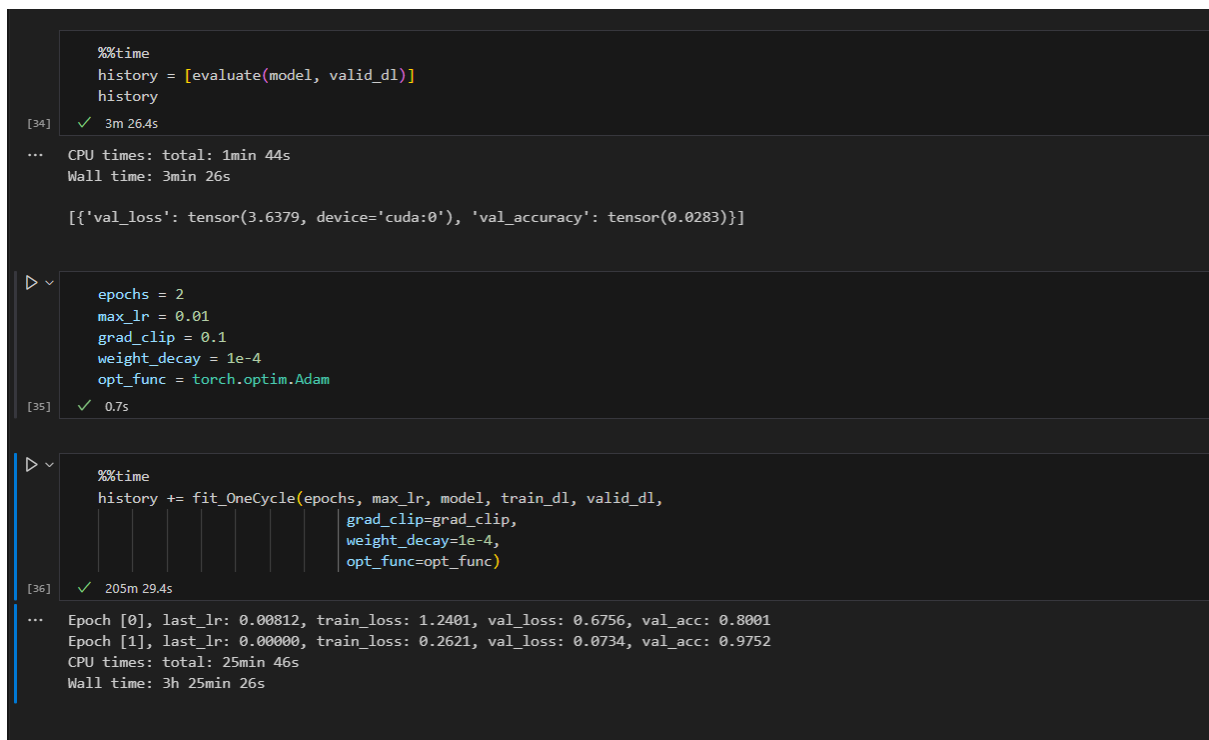 %%time
history = [evaluate(model, valid_dl)]
history
[34]
3m 26.4s
...
CPU times: total: 1min 44s
Wall time: 3min 26s
[{'val_loss': tensor(3.6379, device='cuda:0'), 'val_accuracy': tensor(0.0283)}]
epochs = 2
max_lr = 0.01
grad_clip = 0.1
weight_decay = 1e-4
opt_func = torch.optim.Adam
[35]
0.7s
%%time
history += fit_OneCycle(epochs, max_lr, model, train_dl, valid_dl,
grad_clip=grad_clip,
weight_decay=1e-4,
opt_func=opt_func)
[36]
205m 29.4s
...
Epoch [0], last_lr: 0.00812, train_loss: 1.2401, val_loss: 0.6756, val_acc: 0.8001
Epoch [1], last_lr: 0.00000, train_loss: 0.2621, val_loss: 0.0734, val_acc: 0.9752
CPU times: total: 25min 46s
Wall time: 3h 25min 26s